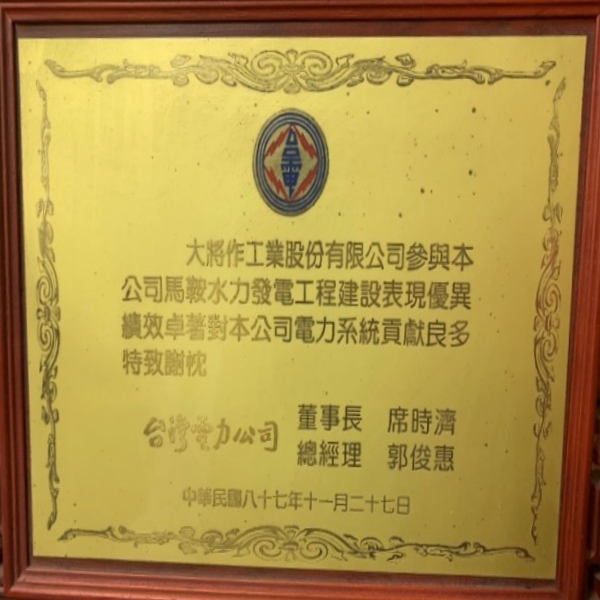 大將作工業股份有限公司參與本
公司馬鞍水力發電工程建設表現優異
績效卓著對本公司電力系統貢獻良多
特致謝忱
台灣電力公司
董事長 席時濟
總經理 郭俊惠
中華民國八十七年十一月二十七日